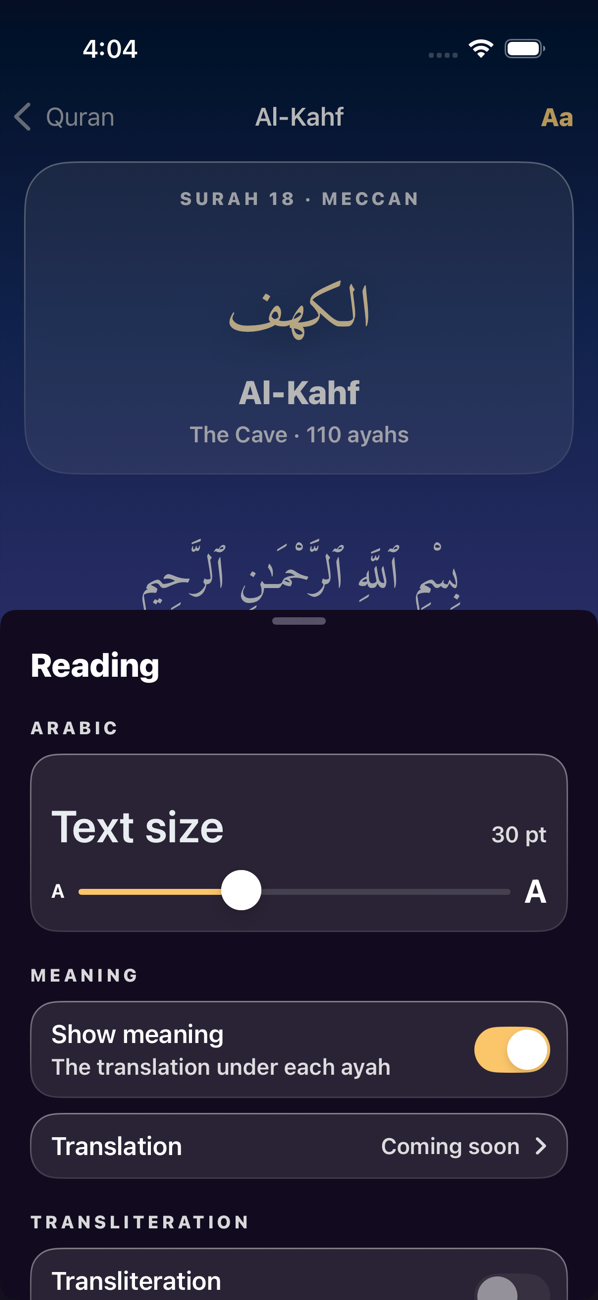 4:04
Quran
Al-Kahf
Aa
SURAH 18 · MECCAN
الكهف
Al-Kahf
The Cave · 110 ayahs
بِسْمِ ٱللَّهِ ٱلرَّحْمَـٰنِ ٱلرَّحِيمِ
Reading
ARABIC
Text size
30 pt
A
A
MEANING
Show meaning
The translation under each ayah
Translation
Coming soon
TRANSLITERATION
Transliteration